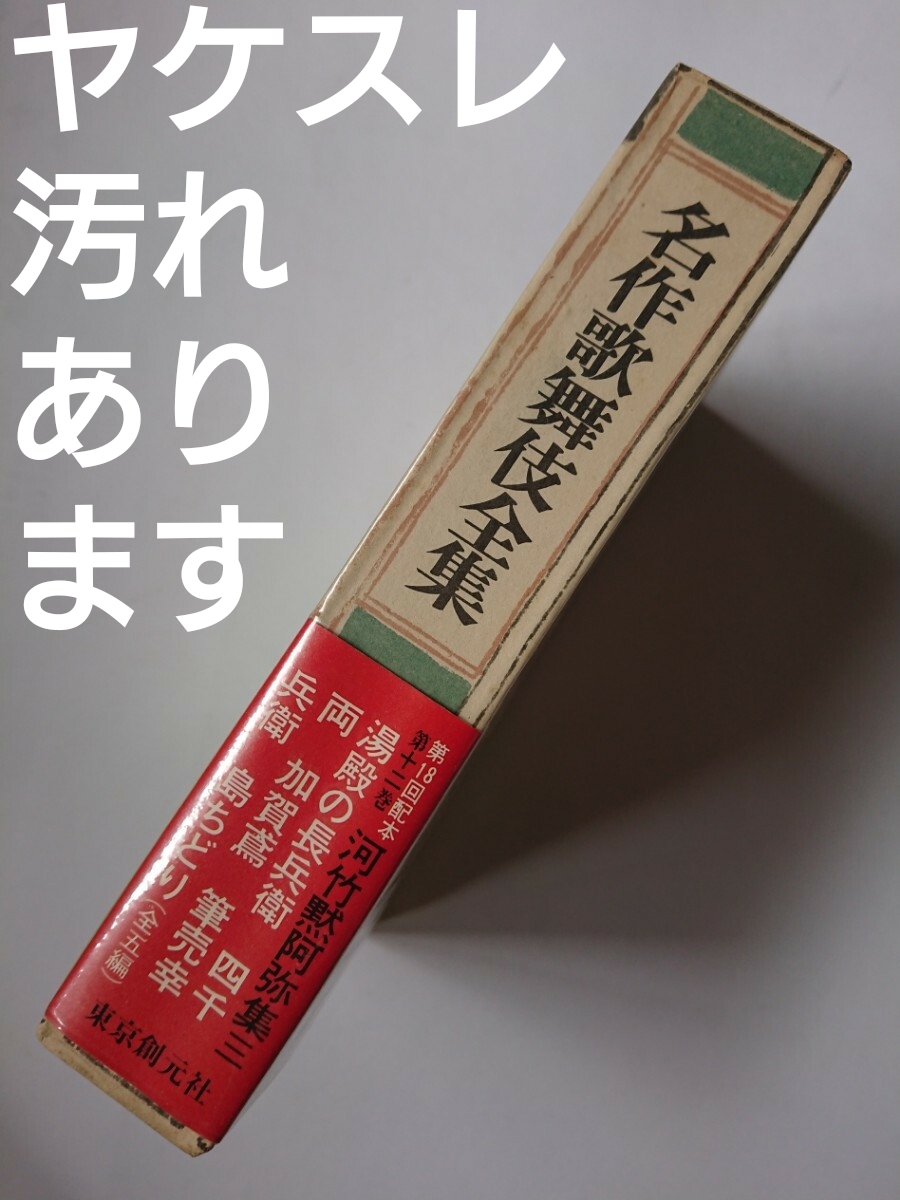 ヤケスレ
汚れ
あり
ます
名作歌舞伎全集
第18回配本
第十二巻 河竹黙阿弥集三
湯殿の長兵衛 四千
両 加賀鳶 筆売幸
兵衛 島ちどり(全五編)
東京創元社